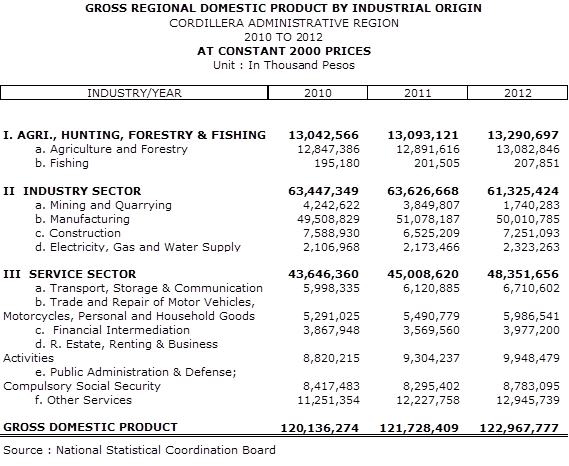 GROSS REGIONAL DOMESTIC PRODUCT BY INDUSTRIAL ORIGIN
CORDILLERA ADMINISTRATIVE REGION
2010 TO 2012
AT CONSTANT 2000 PRICES
Unit : In Thousand Pesos
INDUSTRY/YEAR 2010 2011 2012
I. AGRI., HUNTING, FORESTRY & FISHING 13,042,566 13,093,121 13,290,697
a. Agriculture and Forestry 12,847,386 12,891,616 13,082,846
b. Fishing 195,180 201,505 207,851
II INDUSTRY SECTOR 63,447,349 63,626,668 61,325,424
a. Mining and Quarrying 4,242,622 3,849,807 1,740,283
b. Manufacturing 49,508,829 51,078,187 50,010,785
c. Construction 7,588,930 6,525,209 7,251,093
d. Electricity, Gas and Water Supply 2,106,968 2,173,466 2,323,263
III SERVICE SECTOR 43,646,360 45,008,620 48,351,656
a. Transport, Storage & Communication 5,998,335 6,120,885 6,710,602
b. Trade and Repair of Motor Vehicles,
Motorcycles, Personal and Household Goods 5,291,025 5,490,779 5,986,541
c. Financial Intermediation 3,867,948 3,569,560 3,977,200
d. R. Estate, Renting & Business
Activities 8,820,215 9,304,237 9,948,479
e. Public Administration & Defense;
Compulsory Social Security 8,417,483 8,295,402 8,783,095
f. Other Services 11,251,354 12,227,758 12,945,739
GROSS DOMESTIC PRODUCT 120,136,274 121,728,409 122,967,777
Source : National Statistical Coordination Board